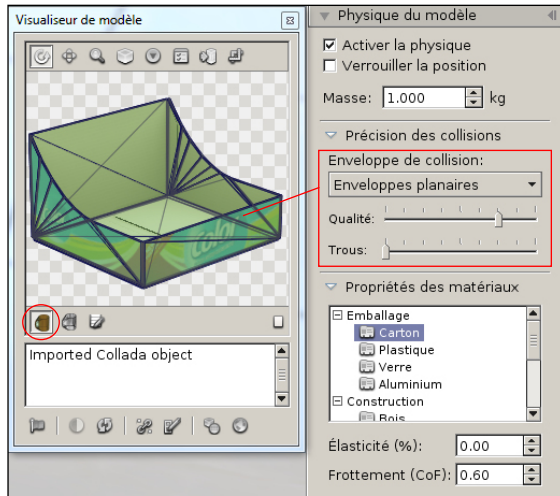 Visualiseur de modèle
Color
Imported Collada object
Physique du modèle
Activer la physique
Verrouiller la position
Masse: 1.000 kg
Précision des collisions
Enveloppe de collision:
Enveloppes planaires
Qualité:
Trous:
Propriétés des matériaux
Emballage
Carton
Plastique
Verre
Aluminium
Construction
Bois
Élasticité (%): 0.00
Frottement (CoF): 0.60